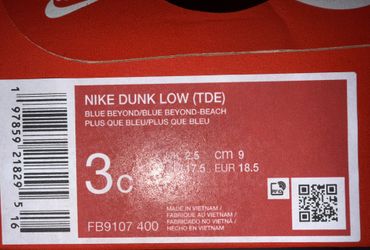 NIKE DUNK LOW (TDE)
BLUE BEYOND/BLUE BEYOND-BEACH
PLUS QUE BLEU/PLUS QUE BLEU
3C
2.5 cm 9
17.5 EUR 18.5
MADE IN VIETNAM /
FABRIQUE AU VIETNAM /
FABRICADO NO VIETNÃ /
HECHO EN VIETNAM
FB9107 400
1 97859 21829 5 16